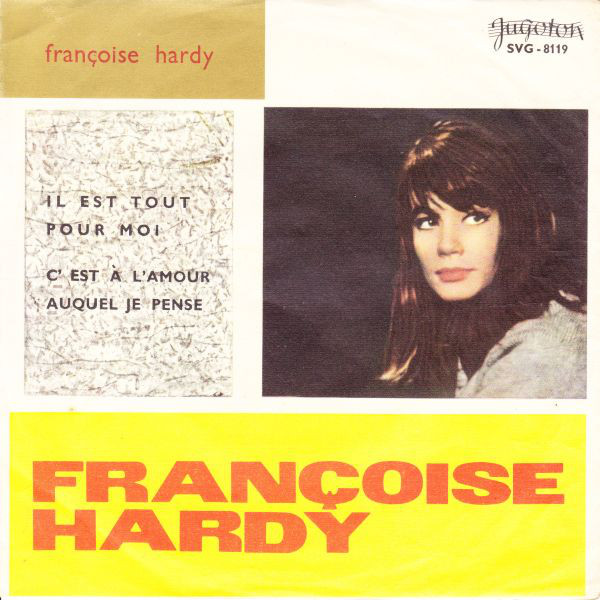 françoise hardy
Jugoton
SVG - 8119
IL EST TOUT
POUR MOI
C' EST À L'AMOUR
AUQUEL JE PENSE
FRANÇOISE
HARDY